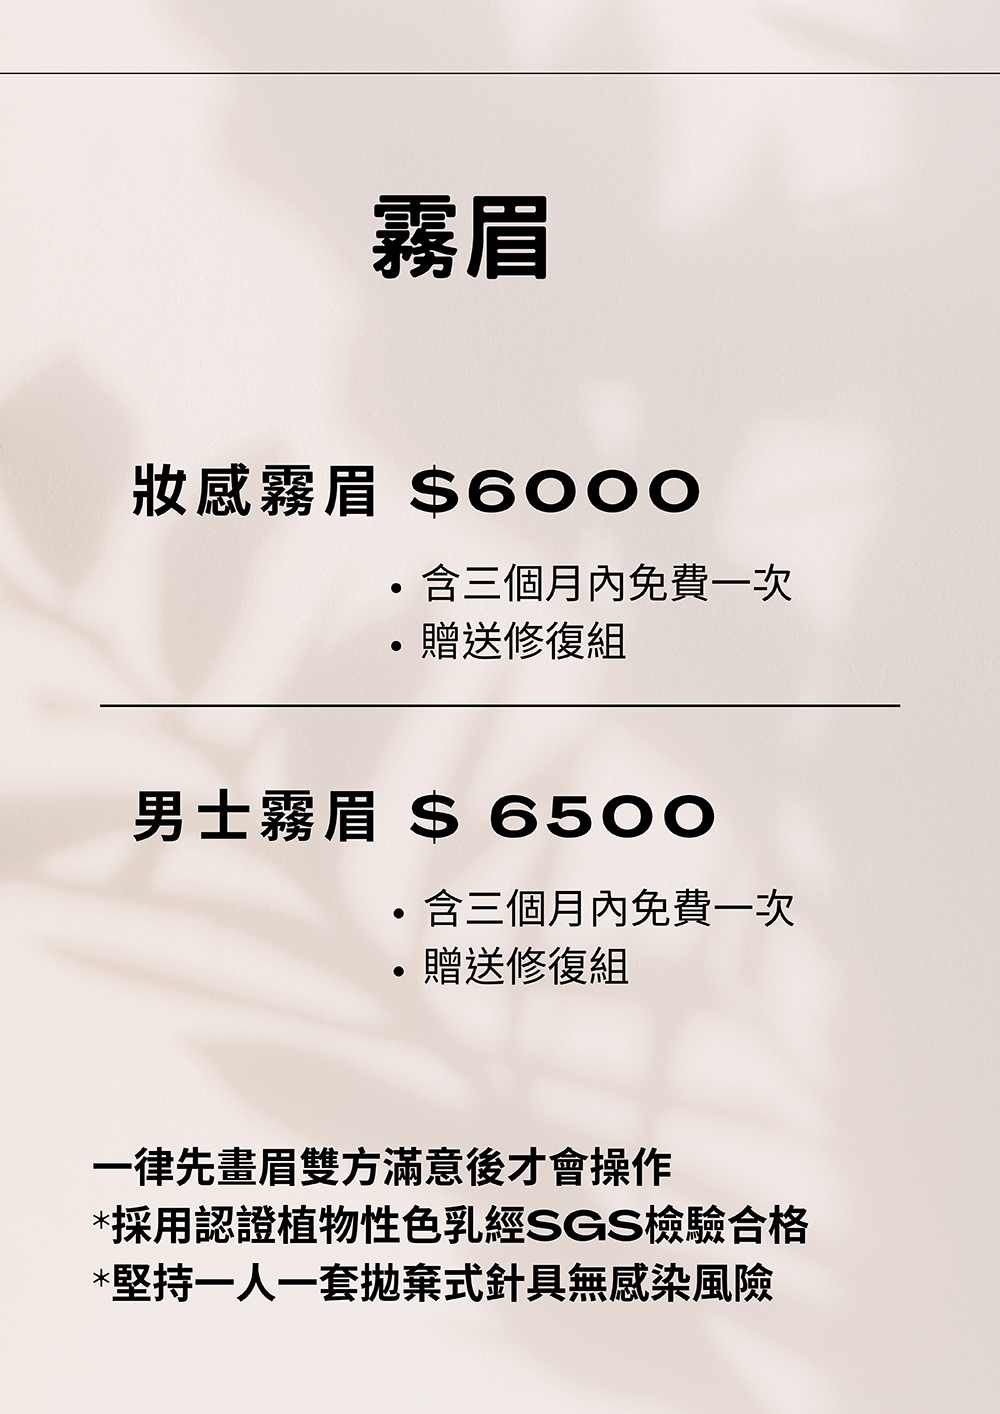 霧眉
妝感霧眉 $6000
• 含三個月內免費一次
• 贈送修復組
男士霧眉 $ 6500
• 含三個月內免費一次
• 贈送修復組
一律先畫眉雙方滿意後才會操作
*採用認證植物性色乳經SGS檢驗合格
*堅持一人一套拋棄式針具無感染風險